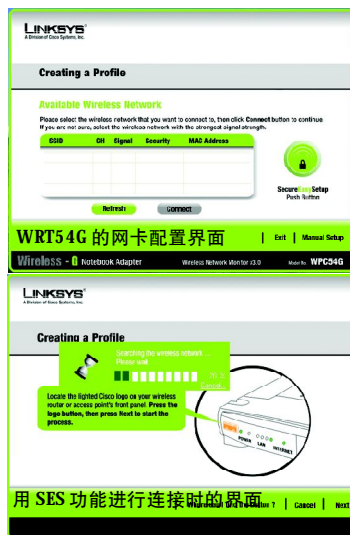 LINKSYS®
A Division of Cisco Systems, Inc.
Creating a Profile
Available Wireless Network
Please select the wireless network that you want to connect to, then click Connect button to continue
If you are not sure, select the wireless network with the strongest signal strength.
SSID CH Signal Security MAC Address
SecureEasySetup
Push Button
Refresh Connect
WRT54G 的网卡配置界面
Exit Manual Setup
Wireless - G Notebook Adapter Wireless Network Monitor v3.0 Model No. WPC54G
LINKSYS®
A Division of Cisco Systems, Inc.
Creating a Profile
Searching the wireless network ...
Please wait
Cancel
Locate the lighted Cisco logo on your wireless
router or access point's front panel. Press the
logo button, then press Next to start the
process.
POWER LAN INTERNET
用 SES 功能进行连接时的界面
Cancel Next